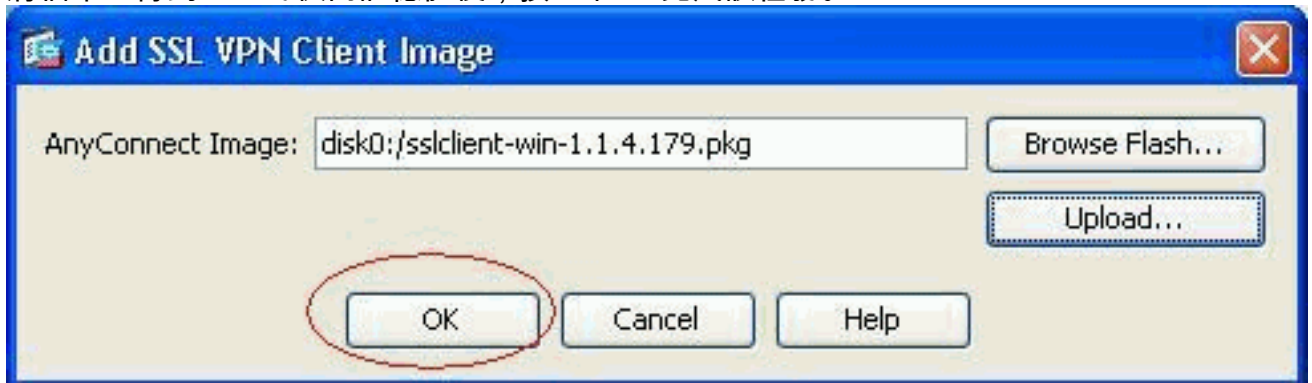 Add SSL VPN Client Image
AnyConnect Image: disk0:/sslclient-win-1.1.4.179.pkg Browse Flash...
Upload...
OK Cancel Help